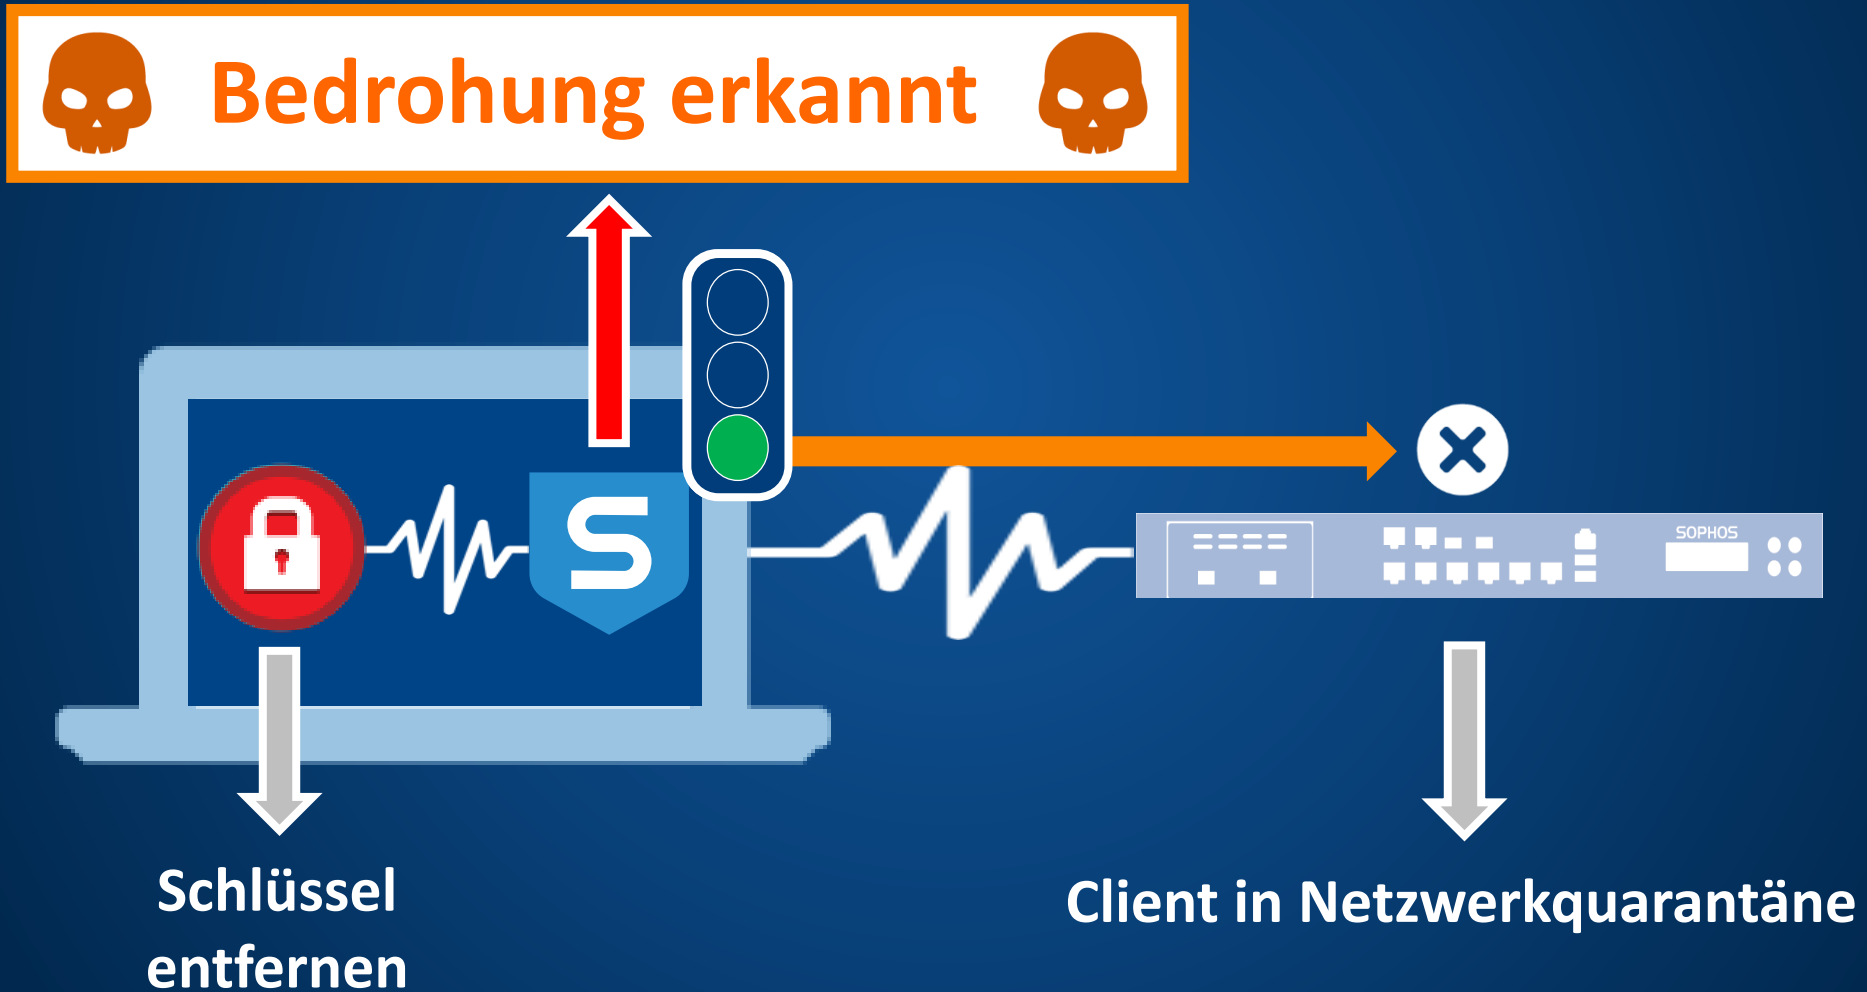 Bedrohung erkannt
S
SOPHOS
Schlüssel
entfernen
Client in Netzwerkquarantäne